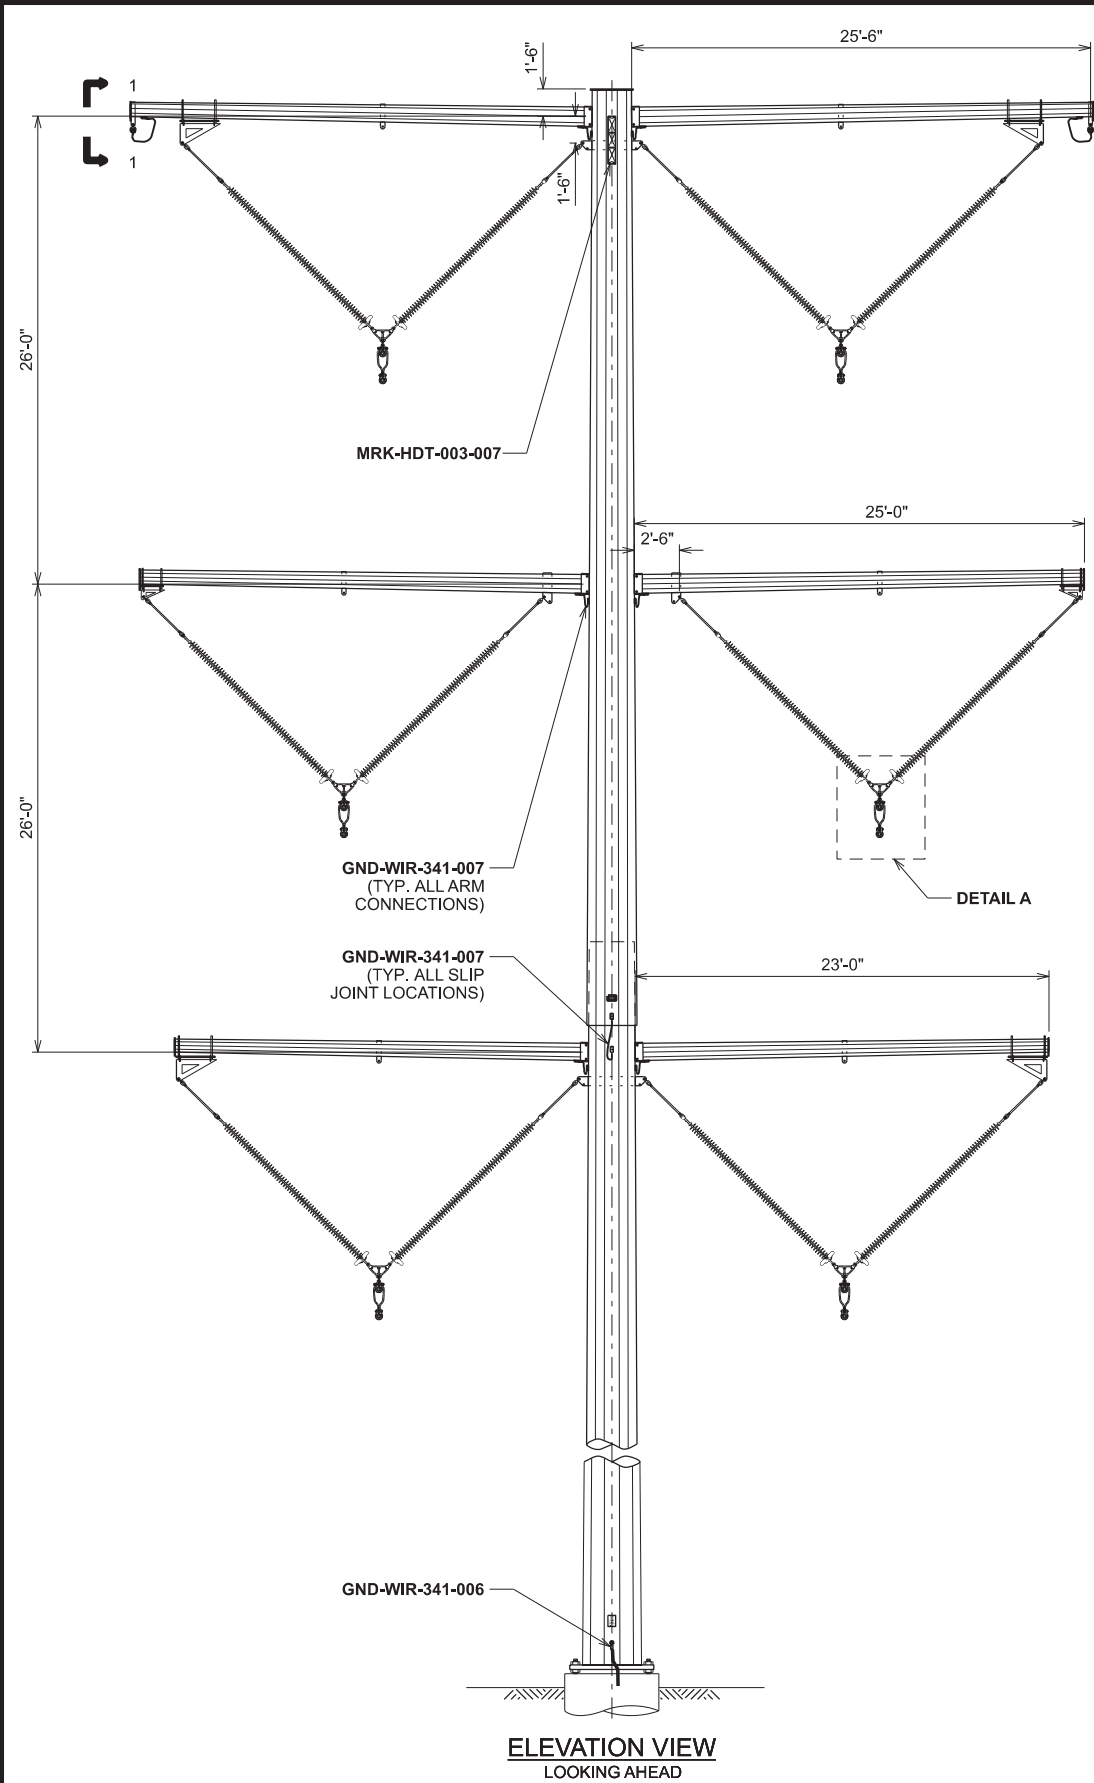 25'-6"
1'-6"
1
1
1'-6"
26'-0"
MRK-HDT-003-007
25'-0"
2'-6"
26'-0"
GND-WIR-341-007
(TYP. ALL ARM
CONNECTIONS)
DETAIL A
GND-WIR-341-007
(TYP. ALL SLIP
JOINT LOCATIONS)
23'-0"
GND-WIR-341-006
ELEVATION VIEW
LOOKING AHEAD